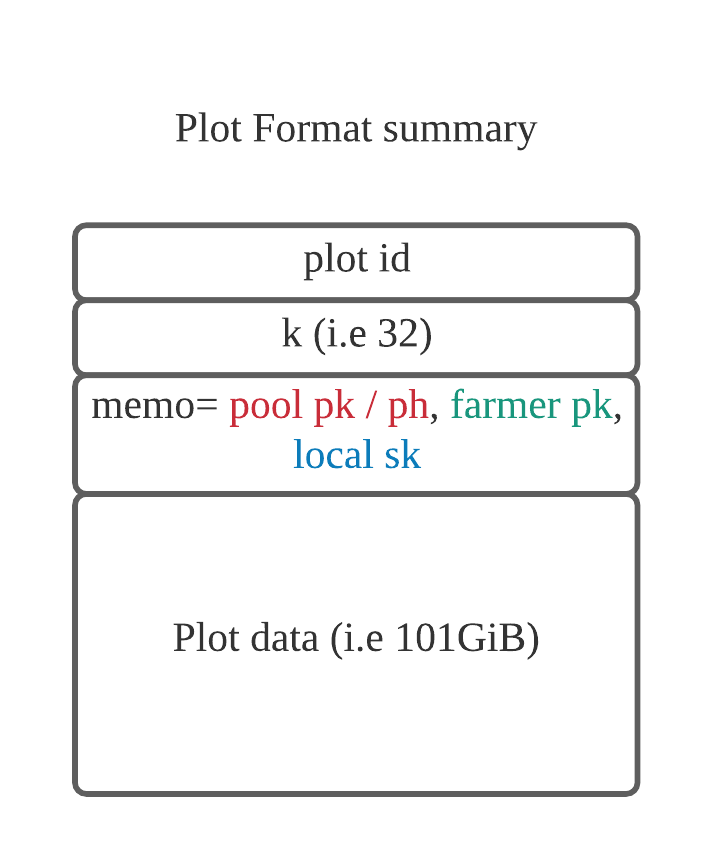 Plot Format summary
plot id
k (i.e 32)
memo= pool pk / ph, farmer pk,
local sk
Plot data (i.e 101GiB)